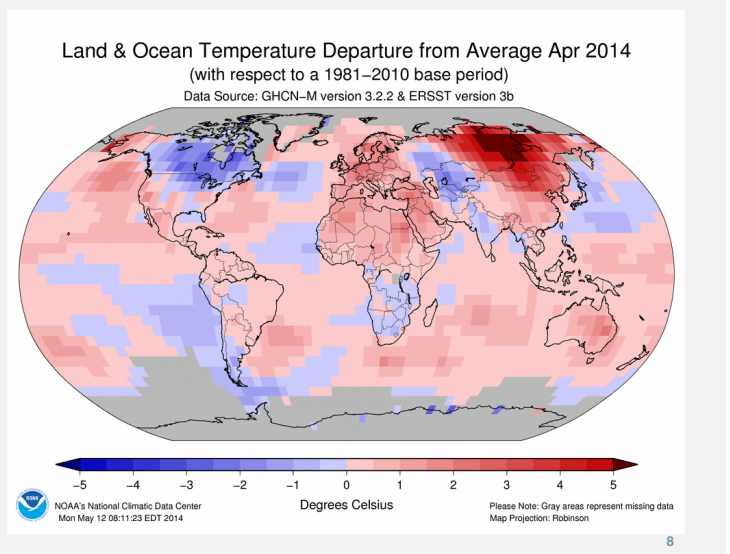 Land & Ocean Temperature Departure from Average Apr 2014
(with respect to a 1981−2010 base period)
Data Source: GHCN−M version 3.2.2 & ERSST version 3b
−5 −4 −3 −2 −1 0 1 2 3 4 5
Degrees Celsius
NOAA
NOAA's National Climatic Data Center
Mon May 12 08:11:23 EDT 2014
Please Note: Gray areas represent missing data
Map Projection: Robinson
8